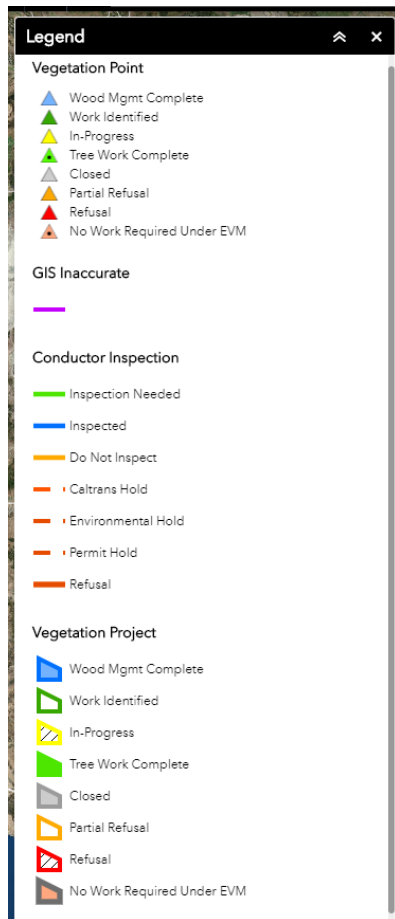 Legend
Vegetation Point
Wood Mgmt Complete
Work Identified
In-Progress
Tree Work Complete
Closed
Partial Refusal
Refusal
No Work Required Under EVM
GIS Inaccurate
Conductor Inspection
Inspection Needed
Inspected
Do Not Inspect
Caltrans Hold
Environmental Hold
Permit Hold
Refusal
Vegetation Project
Wood Mgmt Complete
Work Identified
In-Progress
Tree Work Complete
Closed
Partial Refusal
Refusal
No Work Required Under EVM